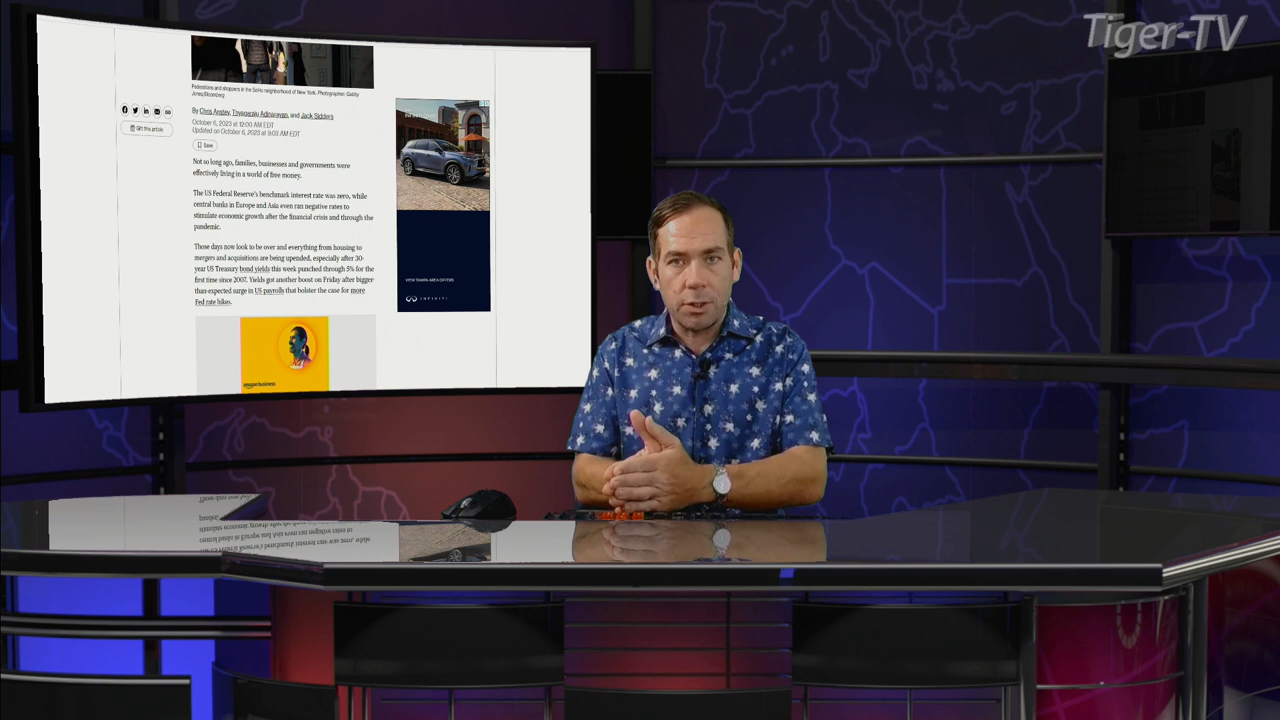 Tiger-TV
Pedestrians and shoppers in the SoHo neighborhood of New York. Photographer: Gabby
Jones/Bloomberg
By Chris Anstey, Thyagaraju Adinarayan, and Jack Sidders
October 6, 2023 at 12:00 AM EDT
Updated on October 6, 2023 at 9:03 AM EDT
Gift this article
Save
Not so long ago, families, businesses and governments were
effectively living in a world of free money.
The US Federal Reserve's benchmark interest rate was zero, while
central banks in Europe and Asia even ran negative rates to
stimulate economic growth after the financial crisis and through the
pandemic.
Those days now look to be over and everything from housing to
mergers and acquisitions are being upended, especially after 30-
year US Treasury bond yields this week punched through 5% for the
first time since 2007. Yields got another boost on Friday after bigger-
than-expected surge in US payrolls that bolster the case for more
Fed rate hikes.
VIEW TAMPA AREA OFFERS
INFINITI
amazon business